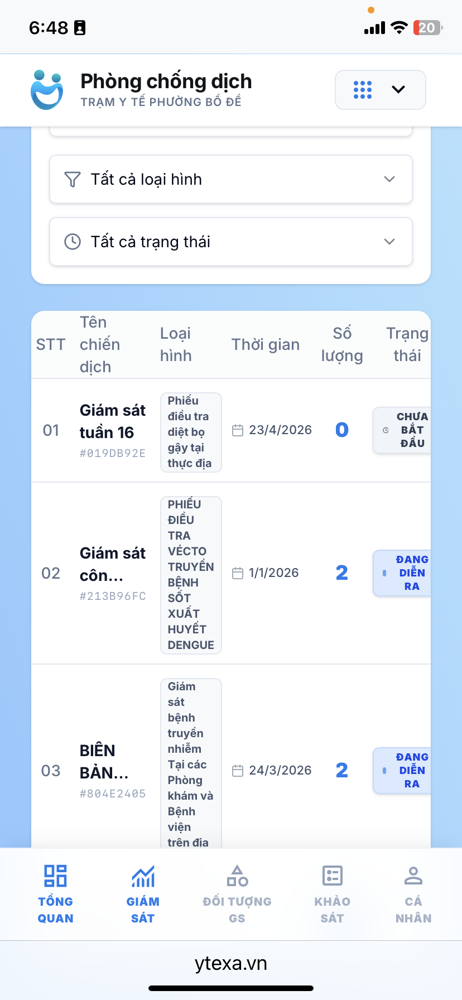 6:48
20
Phòng chống dịch
TRẠM Y TẾ PHƯỜNG BỒ ĐỀ
Tất cả loại hình
Tất cả trạng thái
STT
Tên
chiến
dịch
Loại
hình
Thời gian
Số
lượng
Trạng
thái
01
Giám sát
tuần 16
#019DB92E
Phiếu
điều tra
diệt bọ
gậy tại
thực địa
23/4/2026
0
CHƯA
BẮT
ĐẦU
02
Giám sát
côn...
#213B96FC
PHIẾU
ĐIỀU
TRA
VÉCTO
TRUYỀN
BỆNH
SỐT
XUẤT
HUYẾT
DENGUE
1/1/2026
2
ĐANG
DIỄN
RA
03
BIÊN
BẢN...
#804E2405
Giám
sát
bệnh
truyền
nhiễm
Tại các
Phòng
khám và
Bệnh
viện
trên địa
24/3/2026
2
ĐANG
DIỄN
RA
TỔNG
QUAN
GIÁM
SÁT
ĐỐI TƯỢNG
GS
KHẢO
SÁT
CÁ
NHÂN
ytexa.vn